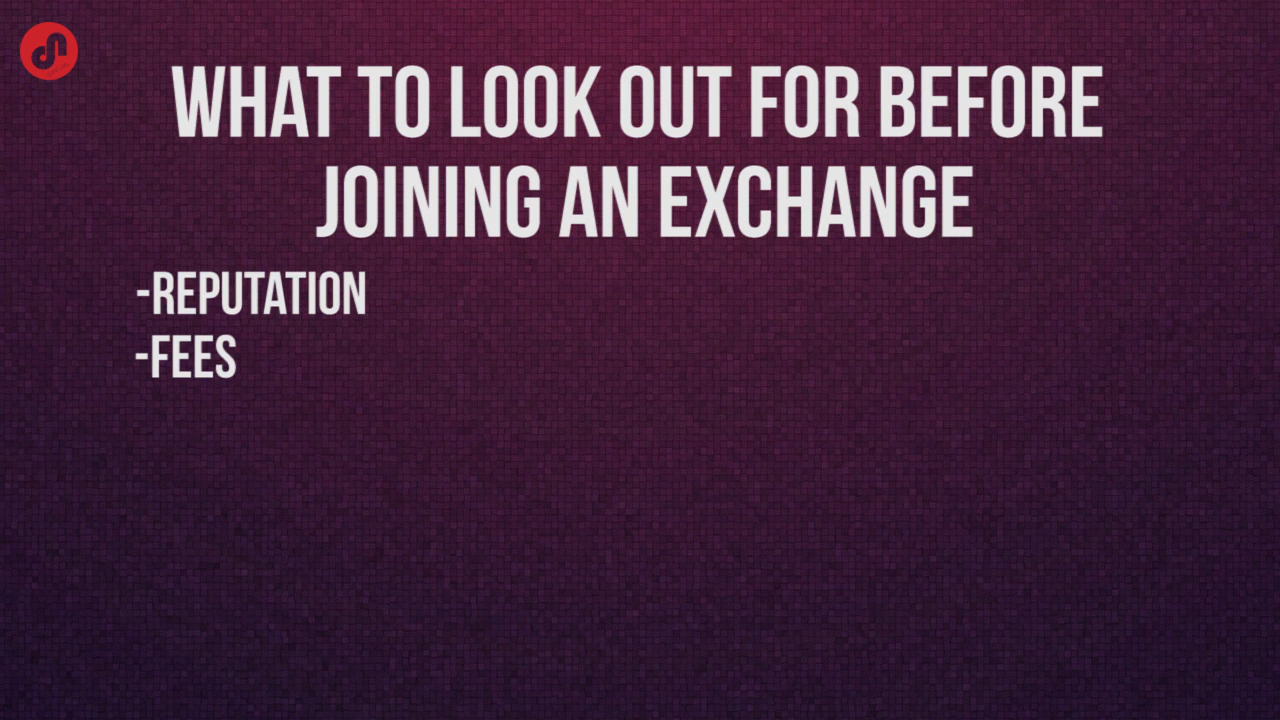 WHAT TO LOOK OUT FOR BEFORE
JOINING AN EXCHANGE
-REPUTATION
-FEES